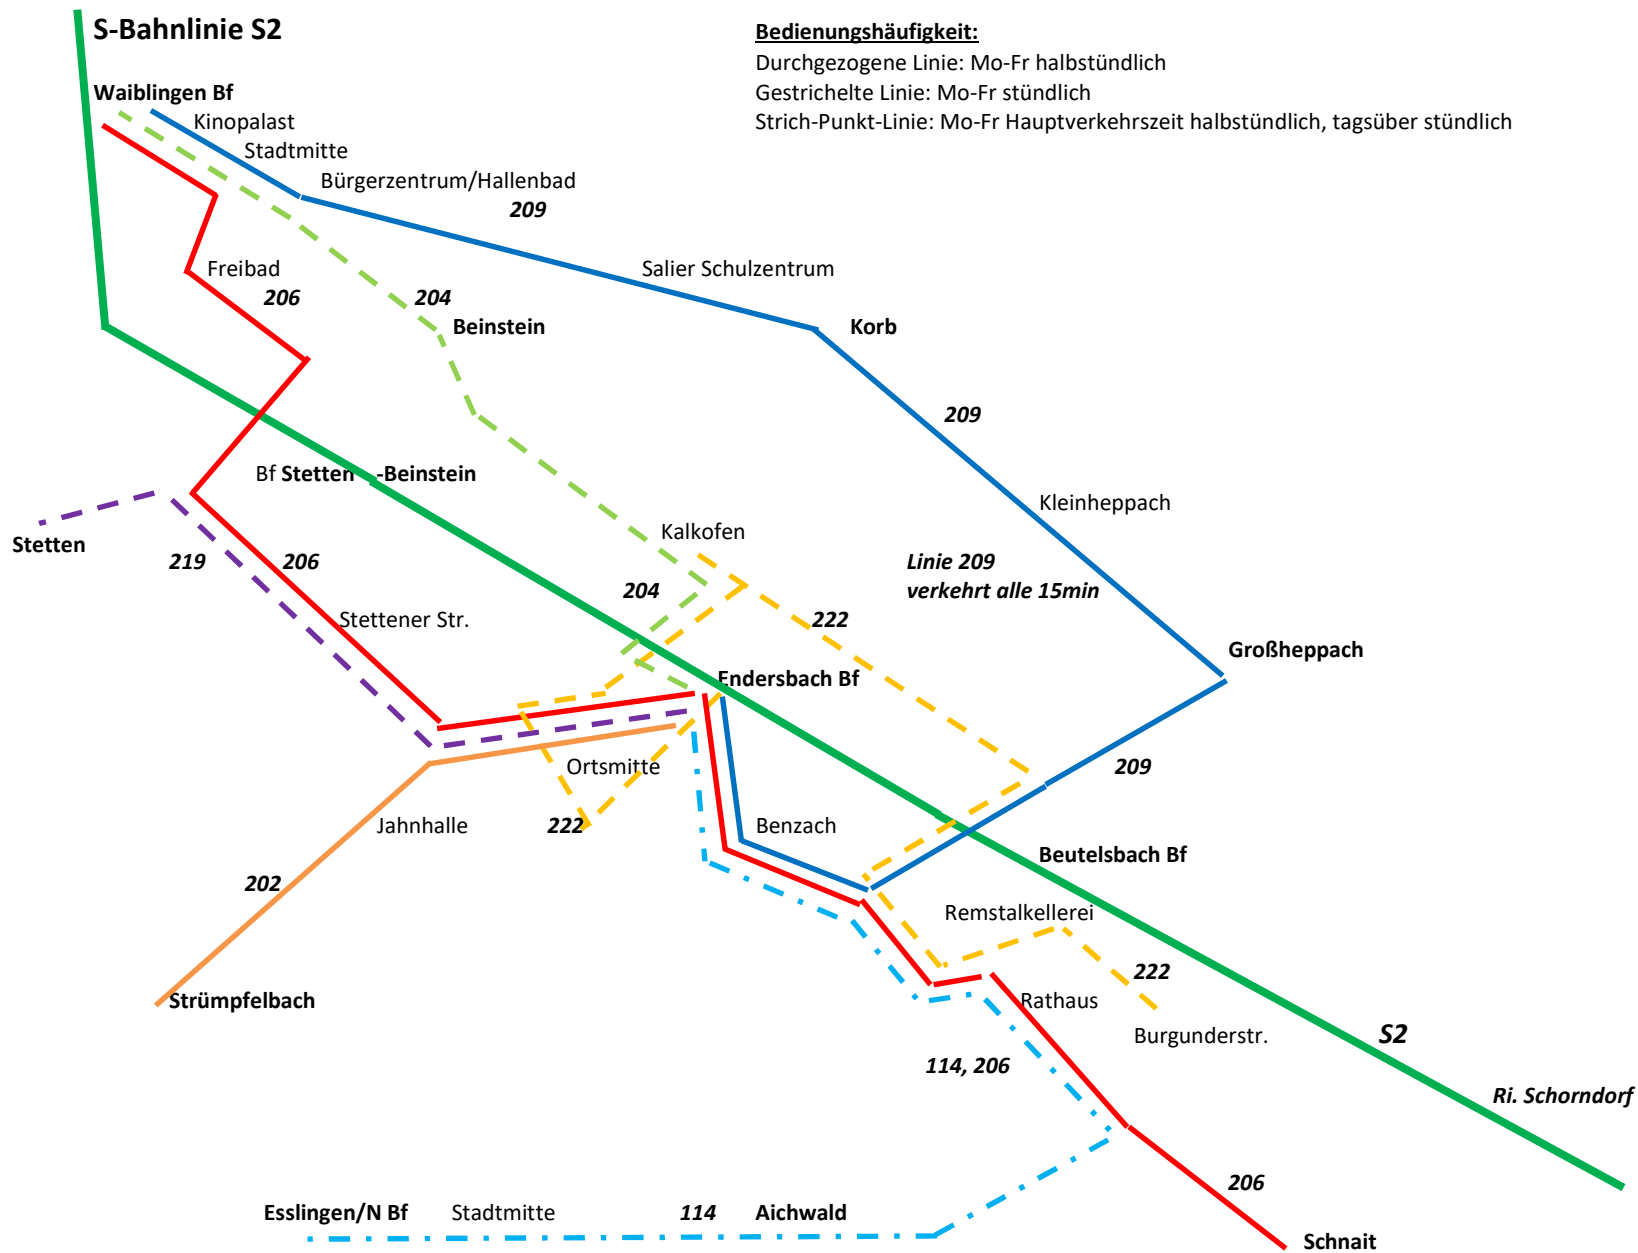 S-Bahnlinie S2
Bedienungshäufigkeit:
Durchgezogene Linie: Mo-Fr halbstündlich
Gestrichelte Linie: Mo-Fr stündlich
Strich-Punkt-Linie: Mo-Fr Hauptverkehrszeit halbstündlich, tagsüber stündlich
Waiblingen Bf
Kinopalast
Stadtmitte
Bürgerzentrum/Hallenbad
209
Freibad
206
204
Salier Schulzentrum
Beinstein
Korb
209
Bf Stetten -Beinstein
Kleinheppach
Stetten
219
206
Kalkofen
Linie 209
verkehrt alle 15min
204
Stettener Str.
222
Großheppach
Endersbach Bf
Ortsmitte
209
Jahnhalle
222
Benzach
Beutelsbach Bf
202
Remstalkellerei
222
Strümpfelbach
Rathaus
Burgunderstr.
S2
114, 206
Ri. Schorndorf
206
Esslingen/N Bf
Stadtmitte
114
Aichwald
Schnait